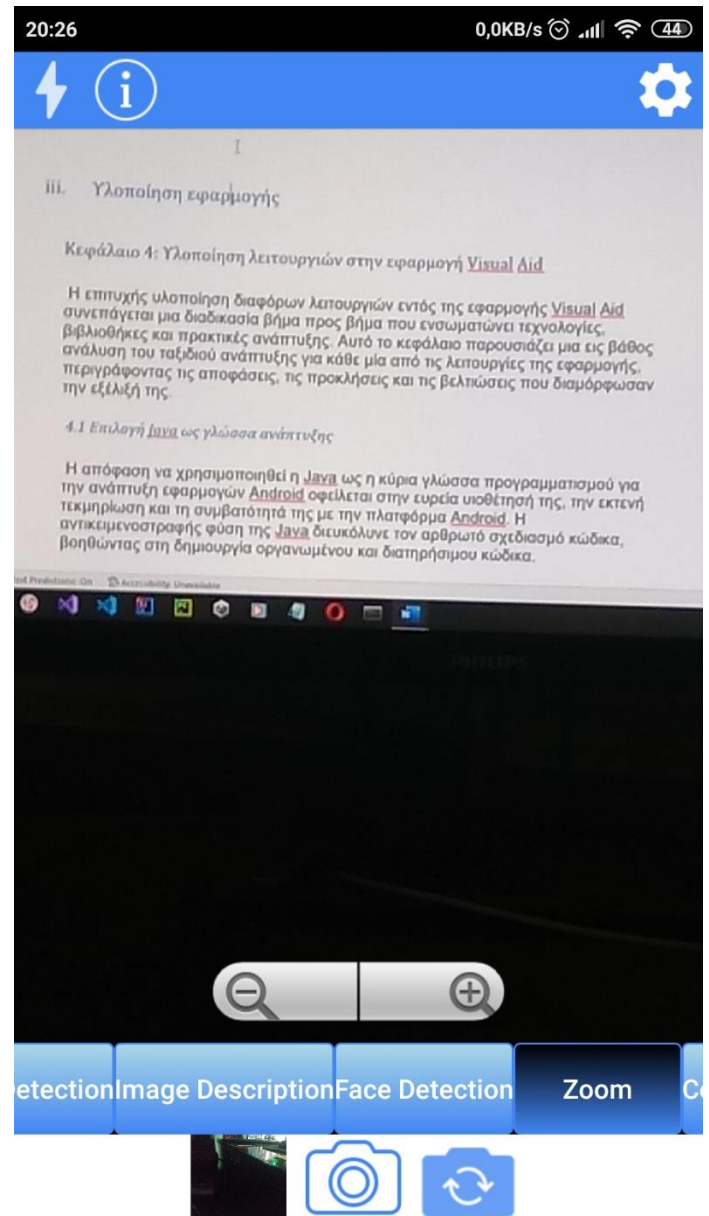 20:26 0,0KB/s 44
i
iii. Υλοποίηση εφαρμογής
Κεφάλαιο 4: Υλοποίηση λειτουργιών στην εφαρμογή Visual Aid
Η επιτυχής υλοποίηση διαφόρων λειτουργιών εντός της εφαρμογής Visual Aid
συνεπάγεται μια διαδικασία βήμα προς βήμα που ενσωματώνει τεχνολογίες,
βιβλιοθήκες και πρακτικές ανάπτυξης. Αυτό το κεφάλαιο παρουσιάζει μια εις βάθος
ανάλυση του ταξιδιού ανάπτυξης για κάθε μία από τις λειτουργίες της εφαρμογής,
περιγράφοντας τις αποφάσεις, τις προκλήσεις και τις βελτιώσεις που διαμόρφωσαν
την εξέλιξή της.
4.1 Επιλογή Java ως γλώσσα ανάπτυξης
Η απόφαση να χρησιμοποιηθεί η Java ως η κύρια γλώσσα προγραμματισμού για
την ανάπτυξη εφαρμογών Android οφείλεται στην ευρεία υιοθέτησή της, την εκτενή
τεκμηρίωση και τη συμβατότητά της με την πλατφόρμα Android. Η
αντικειμενοστραφής φύση της Java διευκόλυνε τον αρθρωτό σχεδιασμό κώδικα,
βοηθώντας στη δημιουργία οργανωμένου και διατηρήσιμου κώδικα.
Predictions: On Accessibility: Unavailable
PHILIPS
etection Image Description Face Detection Zoom Co